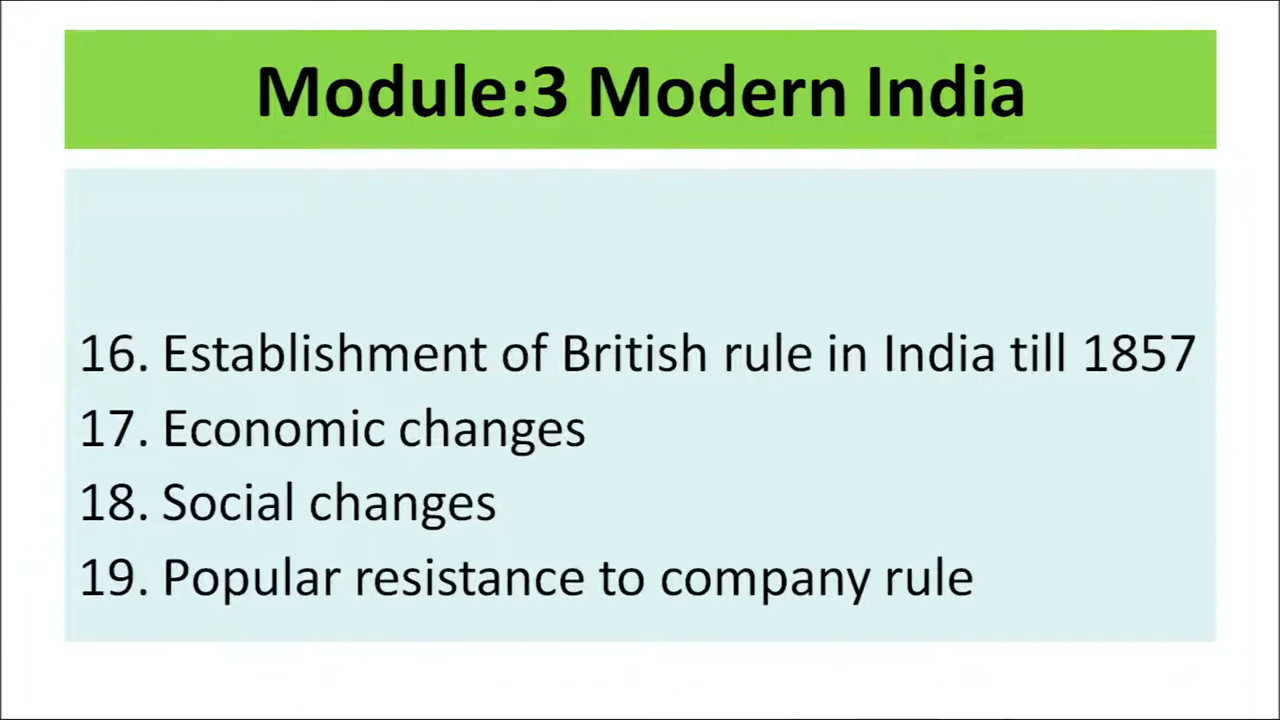 Module:3 Modern India
16. Establishment of British rule in India till 1857
17. Economic changes
18. Social changes
19. Popular resistance to company rule